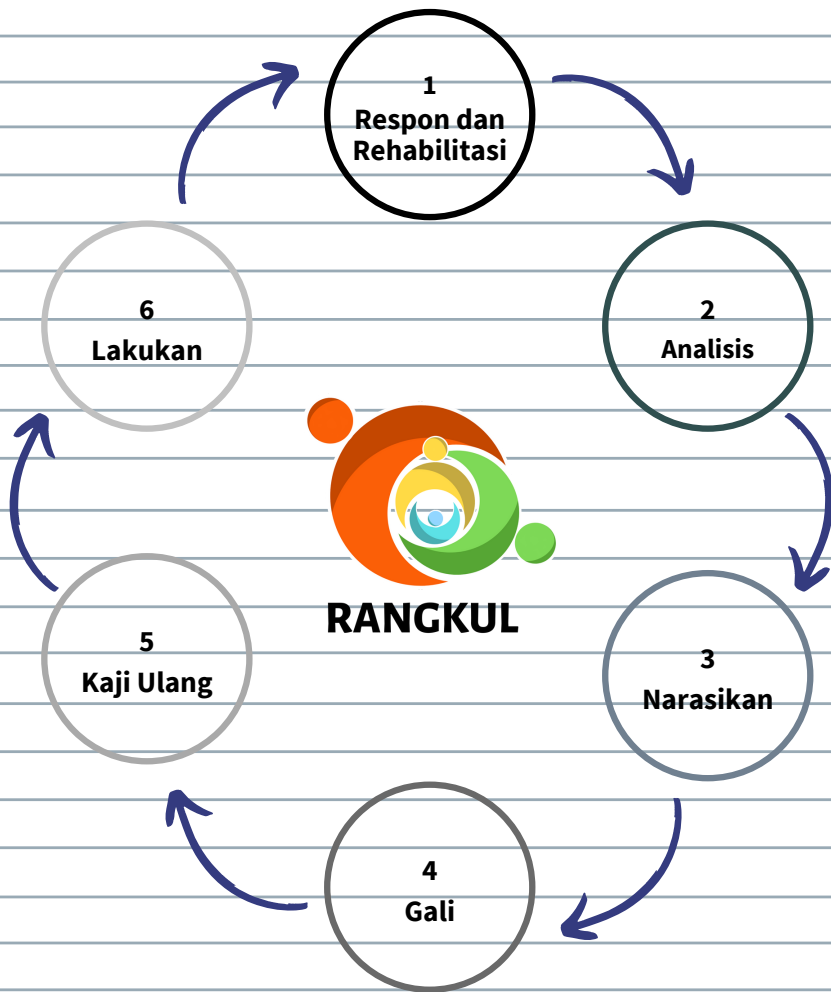 1
Respon dan
Rehabilitasi
2
Analisis
3
Narasikan
4
Gali
5
Kaji Ulang
6
Lakukan
RANGKUL